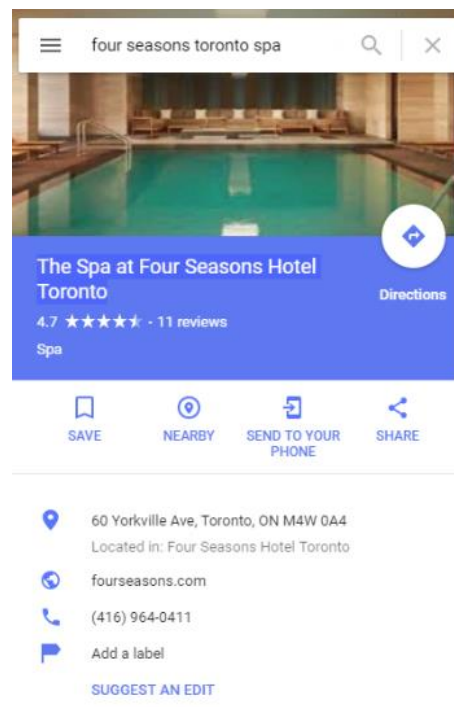 four seasons toronto spa
The Spa at Four Seasons Hotel
Toronto
Directions
4.7 ★★★★★ - 11 reviews
Spa
SAVE
NEARBY
SEND TO YOUR
PHONE
SHARE
60 Yorkville Ave, Toronto, ON M4W 0A4
Located in: Four Seasons Hotel Toronto
fourseasons.com
(416) 964-0411
Add a label
SUGGEST AN EDIT